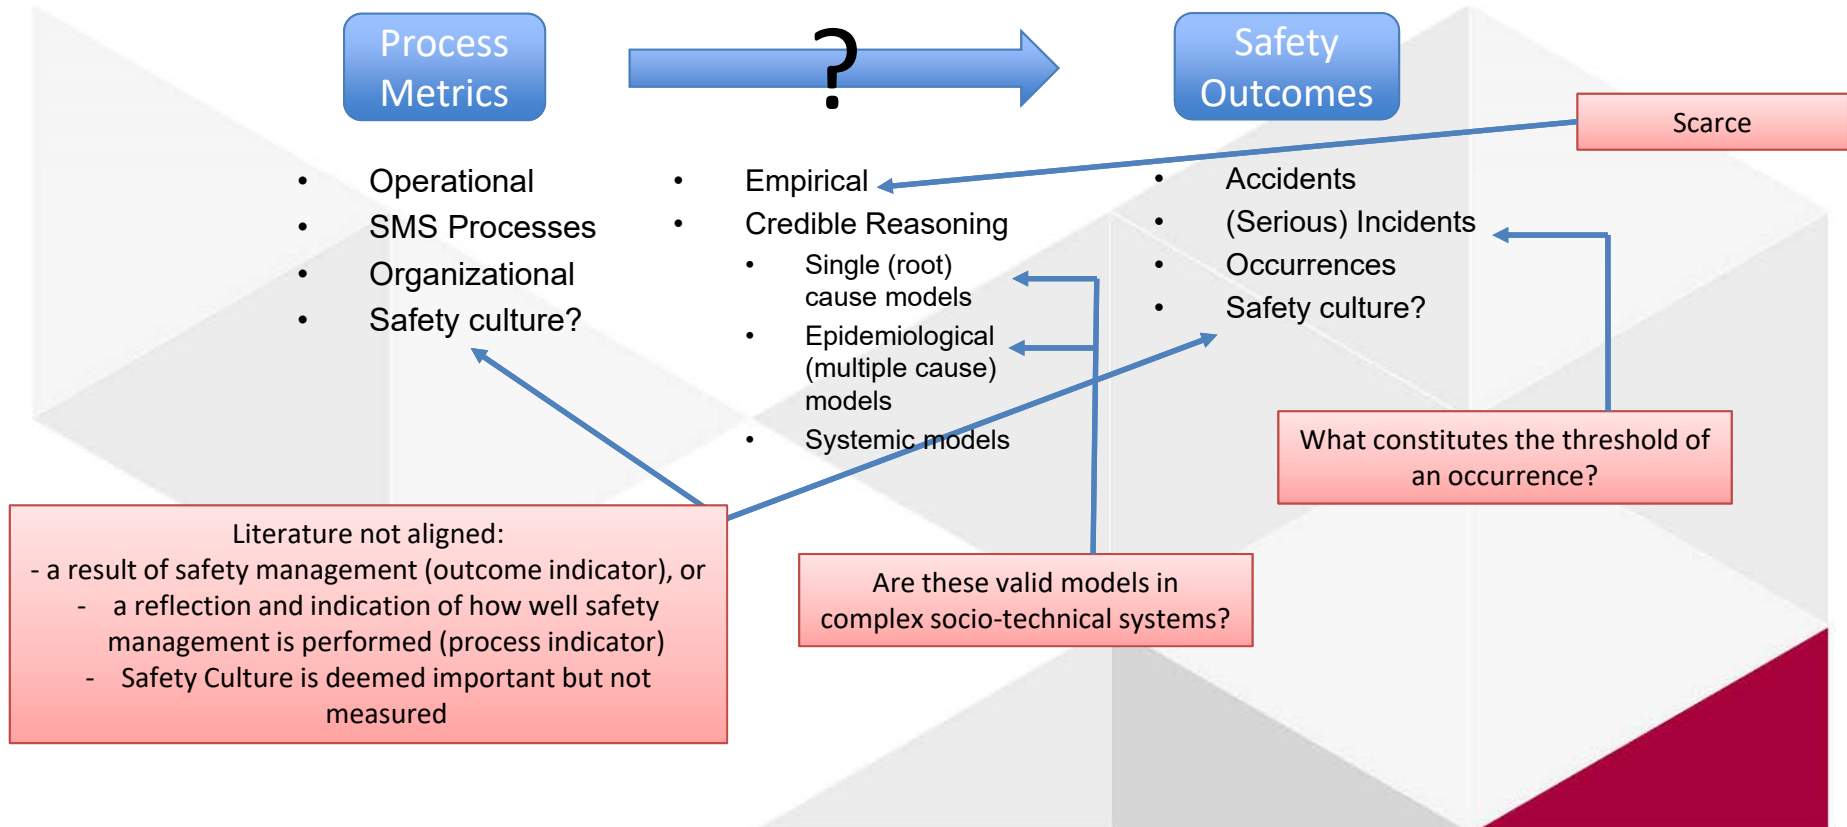 Process
Metrics
?
Safety
Outcomes
Scarce
• Operational
• SMS Processes
• Organizational
• Safety culture?
• Empirical
• Credible Reasoning
• Single (root)
cause models
• Epidemiological
(multiple cause)
models
• Systemic models
• Accidents
• (Serious) Incidents
• Occurrences
• Safety culture?
What constitutes the threshold of
an occurrence?
Literature not aligned:
- a result of safety management (outcome indicator), or
- a reflection and indication of how well safety
management is performed (process indicator)
- Safety Culture is deemed important but not
measured
Are these valid models in
complex socio-technical systems?